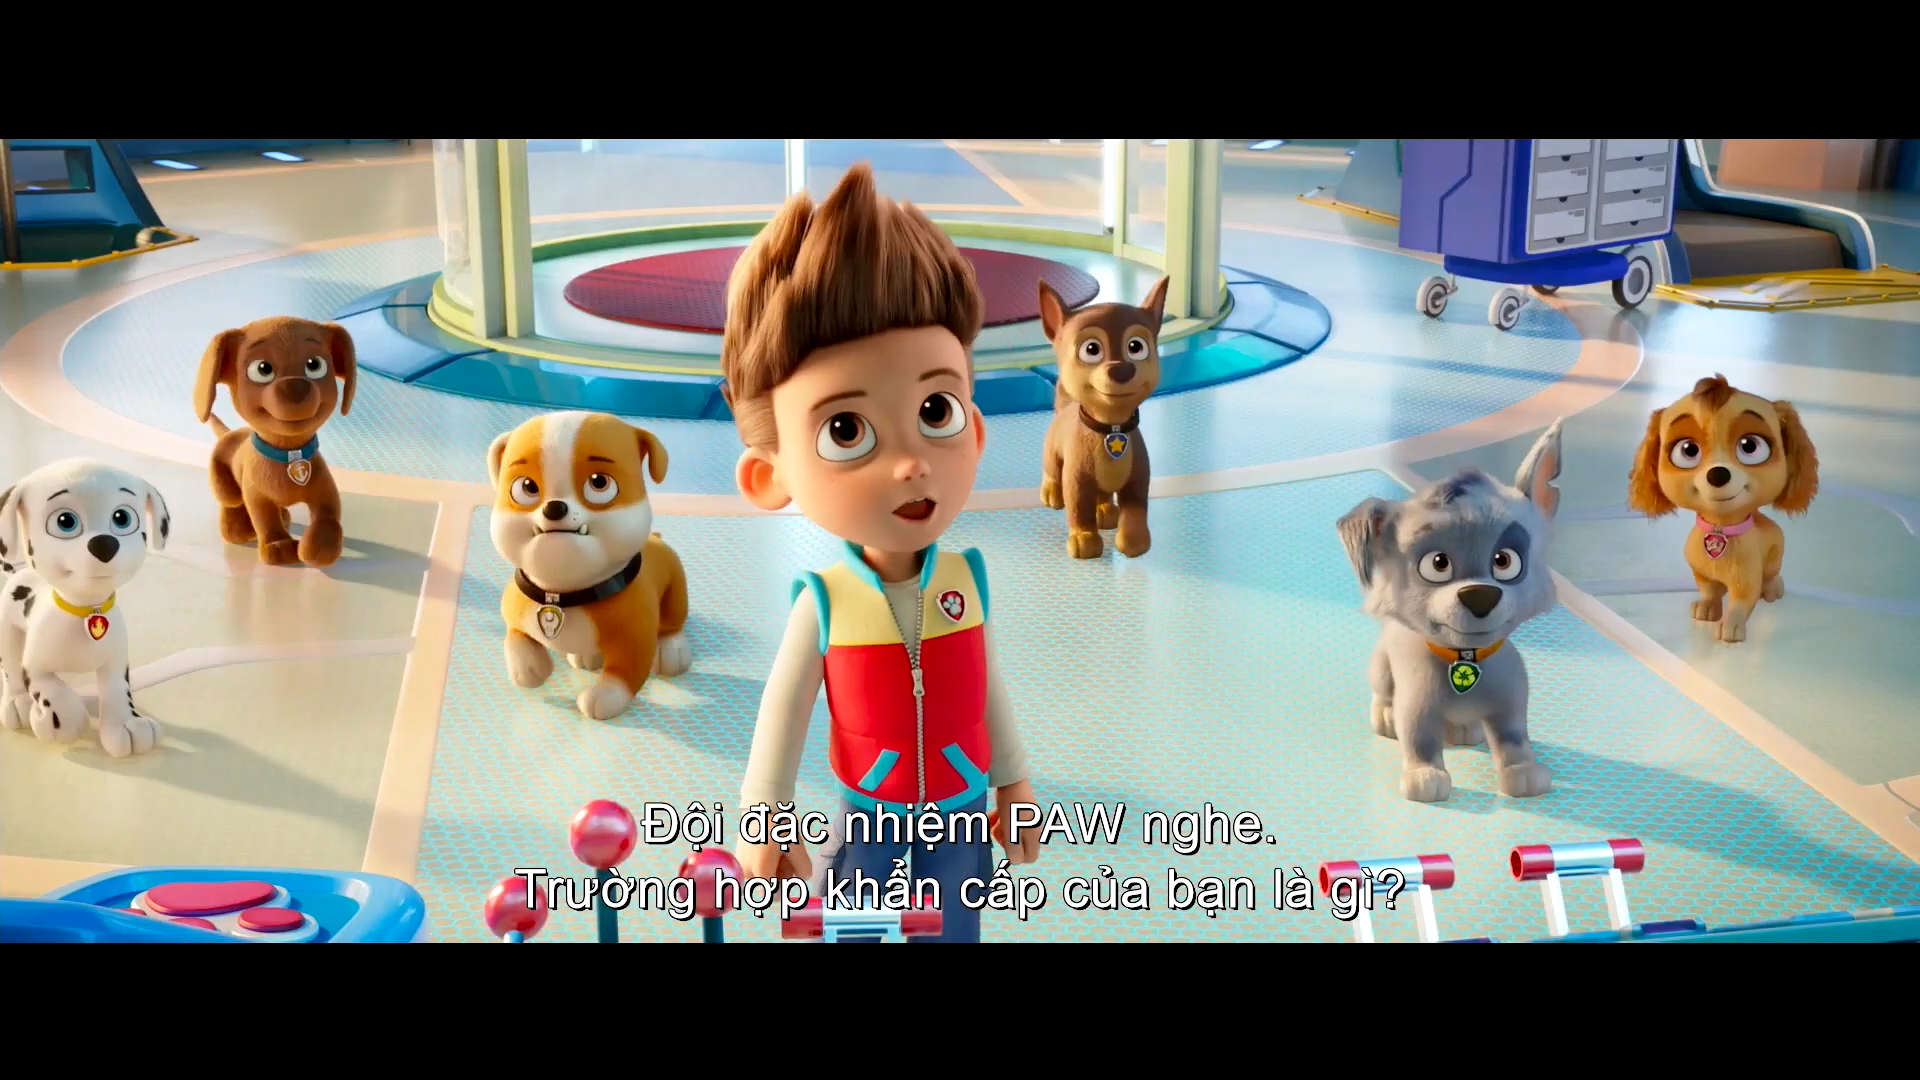 Đội đặc nhiệm PAW nghe.
Trường hợp khẩn cấp của bạn là gì?